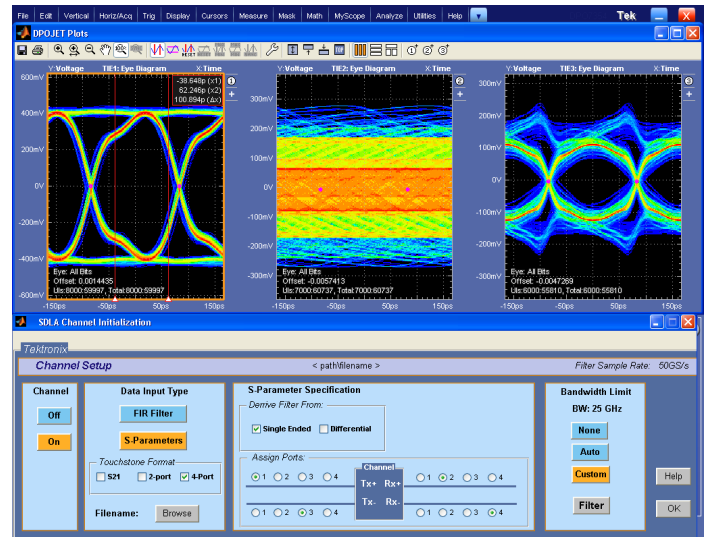 File Edit Vertical Horiz/Acq Trig Display Cursors Measure Mask Math MyScope Analyze Utilities Help Tek
DPOJET Plots
Y:Voltage TIE1: Eye Diagram X:Time
-38.648p (x1)
62.246p (x2)
100.894p (Δx)
600mV
400mV
200mV
0V
-200mV
-400mV
-600mV
Eye: All Bits
Offset: 0.0014435
UIs:8000:59997, Total:8000:59997
-150ps -50ps 50ps 150ps
1
Y:Voltage TIE2: Eye Diagram X:Time
300mV
200mV
100mV
0V
-100mV
-200mV
-300mV
Eye: All Bits
Offset: -0.0057413
UIs:7000:60737, Total:7000:60737
-150ps -50ps 50ps 150ps
2
Y:Voltage TIE3: Eye Diagram X:Time
300mV
200mV
100mV
0V
-100mV
-200mV
-300mV
Eye: All Bits
Offset: -0.0047269
UIs:6000:55810, Total:6000:55810
-150ps -50ps 50ps 150ps
3
SDLA Channel Initialization
Tektronix
Channel Setup < path\filename > Filter Sample Rate: 50GS/s
Channel
Off
On
Data Input Type
FIR Filter
S-Parameters
Touchstone Format
S21 2-port 4-Port
Filename: Browse
S-Parameter Specification
Derrive Filter From:
Single Ended Differential
Assign Ports:
Channel
1 2 3 4 Tx+ Rx+ 1 2 3 4
1 2 3 4 Tx- Rx- 1 2 3 4
Bandwidth Limit
BW: 25 GHz
None
Auto
Custom
Filter
Help
OK